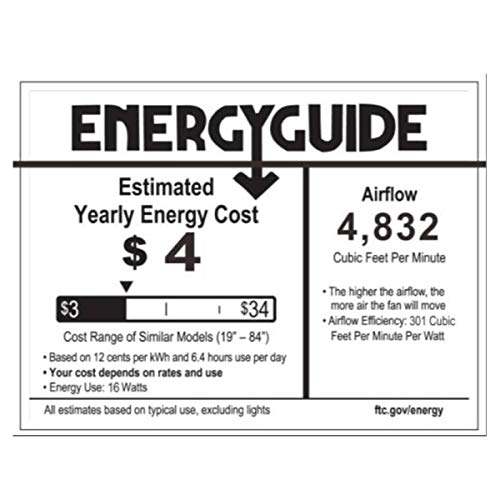 ENERGYGUIDE
Estimated
Yearly Energy Cost
$ 4
$3 $34
Cost Range of Similar Models (19" – 84")
• Based on 12 cents per kWh and 6.4 hours use per day
• Your cost depends on rates and use
• Energy Use: 16 Watts
Airflow
4,832
Cubic Feet Per Minute
• The higher the airflow, the
more air the fan will move
• Airflow Efficiency: 301 Cubic
Feet Per Minute Per Watt
All estimates based on typical use, excluding lights
ftc.gov/energy